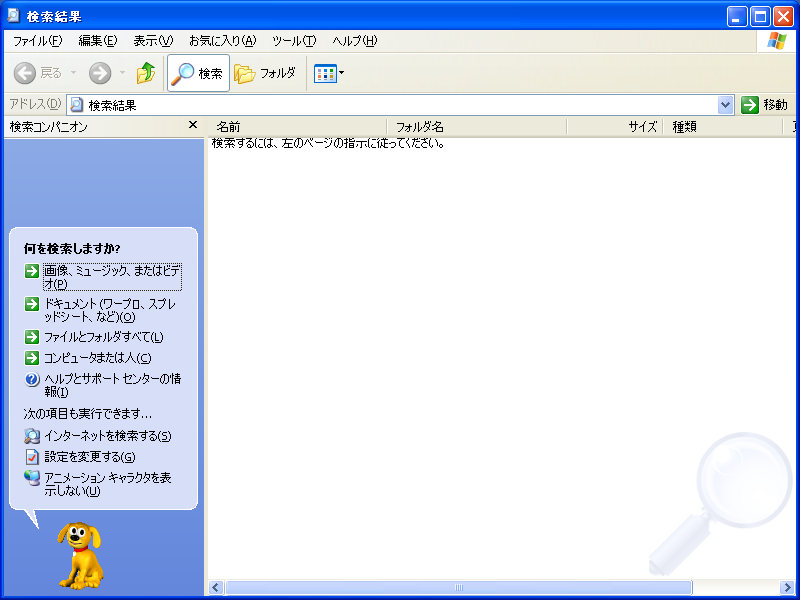 検索結果
ファイル(F) 編集(E) 表示(V) お気に入り(A) ツール(T) ヘルプ(H)
戻る 検索 フォルダ
アドレス(D) 検索結果 移動
検索コンパニオン 名前 フォルダ名 サイズ 種類
検索するには、左のページの指示に従ってください。
何を検索しますか?
画像、ミュージック、またはビデ
オ(P)
ドキュメント (ワープロ、スプレ
ッドシート、など)(O)
ファイルとフォルダすべて(L)
コンピュータまたは人(C)
ヘルプとサポート センターの情
報(I)
次の項目も実行できます...
インターネットを検索する(S)
設定を変更する(G)
アニメーション キャラクタを表
示しない(U)